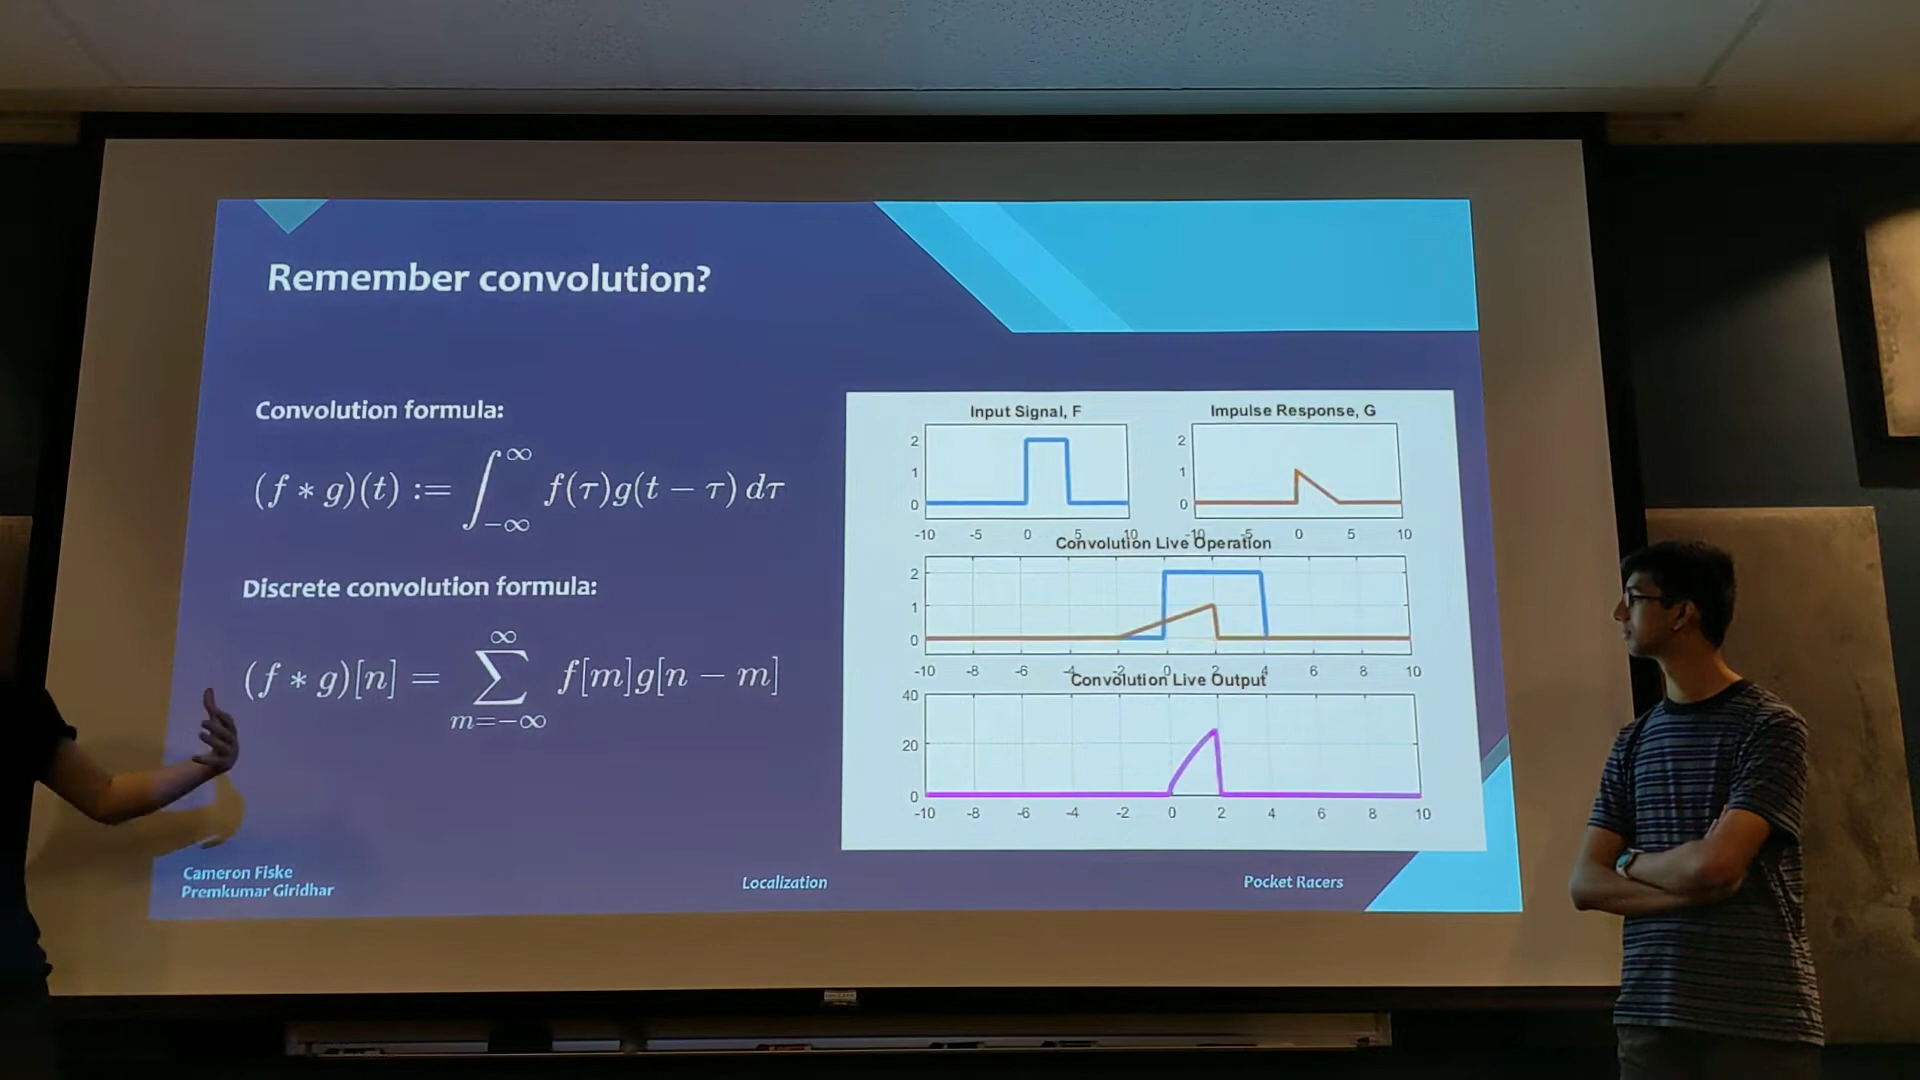 Remember convolution?
Convolution formula:
(f ∗ g)(t) := ∫_{−∞}^{∞} f(τ)g(t − τ) dτ
Discrete convolution formula:
(f ∗ g)[n] = ∑_{m=−∞}^{∞} f[m]g[n − m]
Input Signal, F
2
1
0
-10 -5 0 5 10
Impulse Response, G
2
1
0
-10 -5 0 5 10
Convolution Live Operation
2
1
0
-10 -8 -6 -4 -2 0 2 4 6 8 10
Convolution Live Output
40
20
0
-10 -8 -6 -4 -2 0 2 4 6 8 10
Cameron Fiske
Premkumar Giridhar
Localization
Pocket Racers